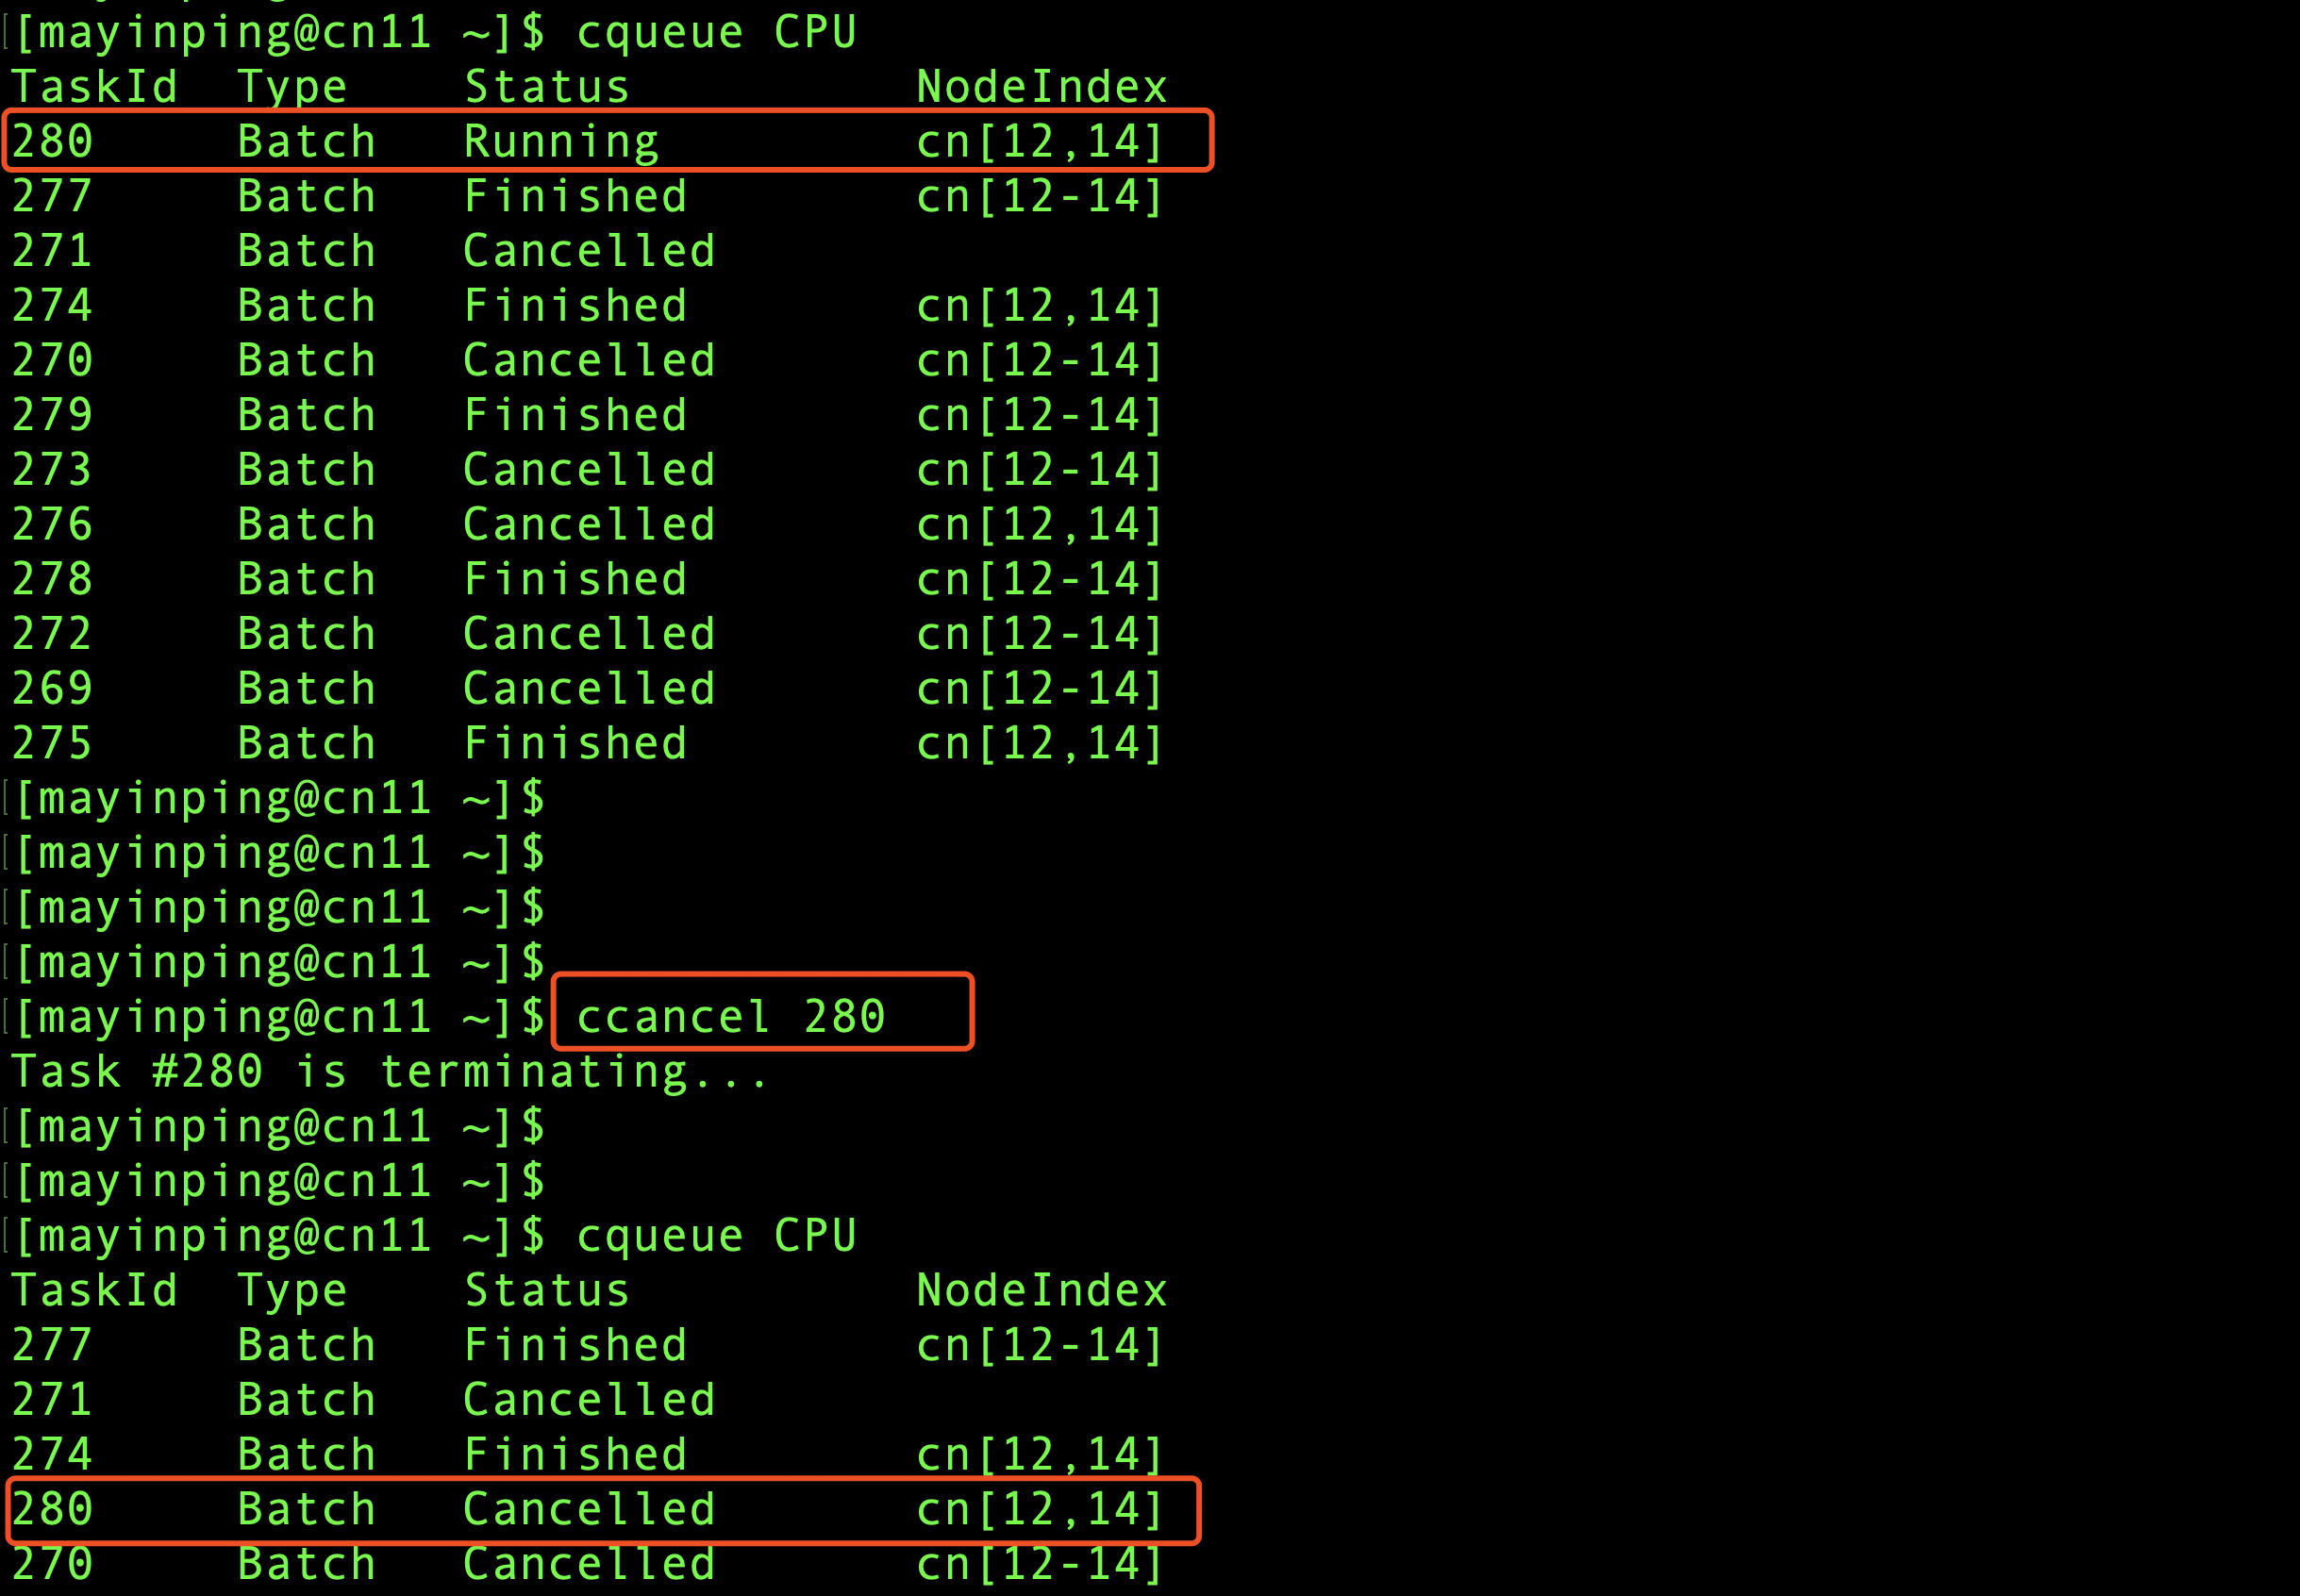 [mayinping@cn11 ~]$ cqueue CPU
TaskId  Type    Status          NodeIndex
280     Batch   Running         cn[12,14]
277     Batch   Finished        cn[12-14]
271     Batch   Cancelled
274     Batch   Finished        cn[12,14]
270     Batch   Cancelled       cn[12-14]
279     Batch   Finished        cn[12-14]
273     Batch   Cancelled       cn[12-14]
276     Batch   Cancelled       cn[12,14]
278     Batch   Finished        cn[12-14]
272     Batch   Cancelled       cn[12-14]
269     Batch   Cancelled       cn[12-14]
275     Batch   Finished        cn[12,14]
[mayinping@cn11 ~]$
[mayinping@cn11 ~]$
[mayinping@cn11 ~]$
[mayinping@cn11 ~]$
[mayinping@cn11 ~]$ ccancel 280
Task #280 is terminating...
[mayinping@cn11 ~]$
[mayinping@cn11 ~]$
[mayinping@cn11 ~]$ cqueue CPU
TaskId  Type    Status          NodeIndex
277     Batch   Finished        cn[12-14]
271     Batch   Cancelled
274     Batch   Finished        cn[12,14]
280     Batch   Cancelled       cn[12,14]
270     Batch   Cancelled       cn[12-14]